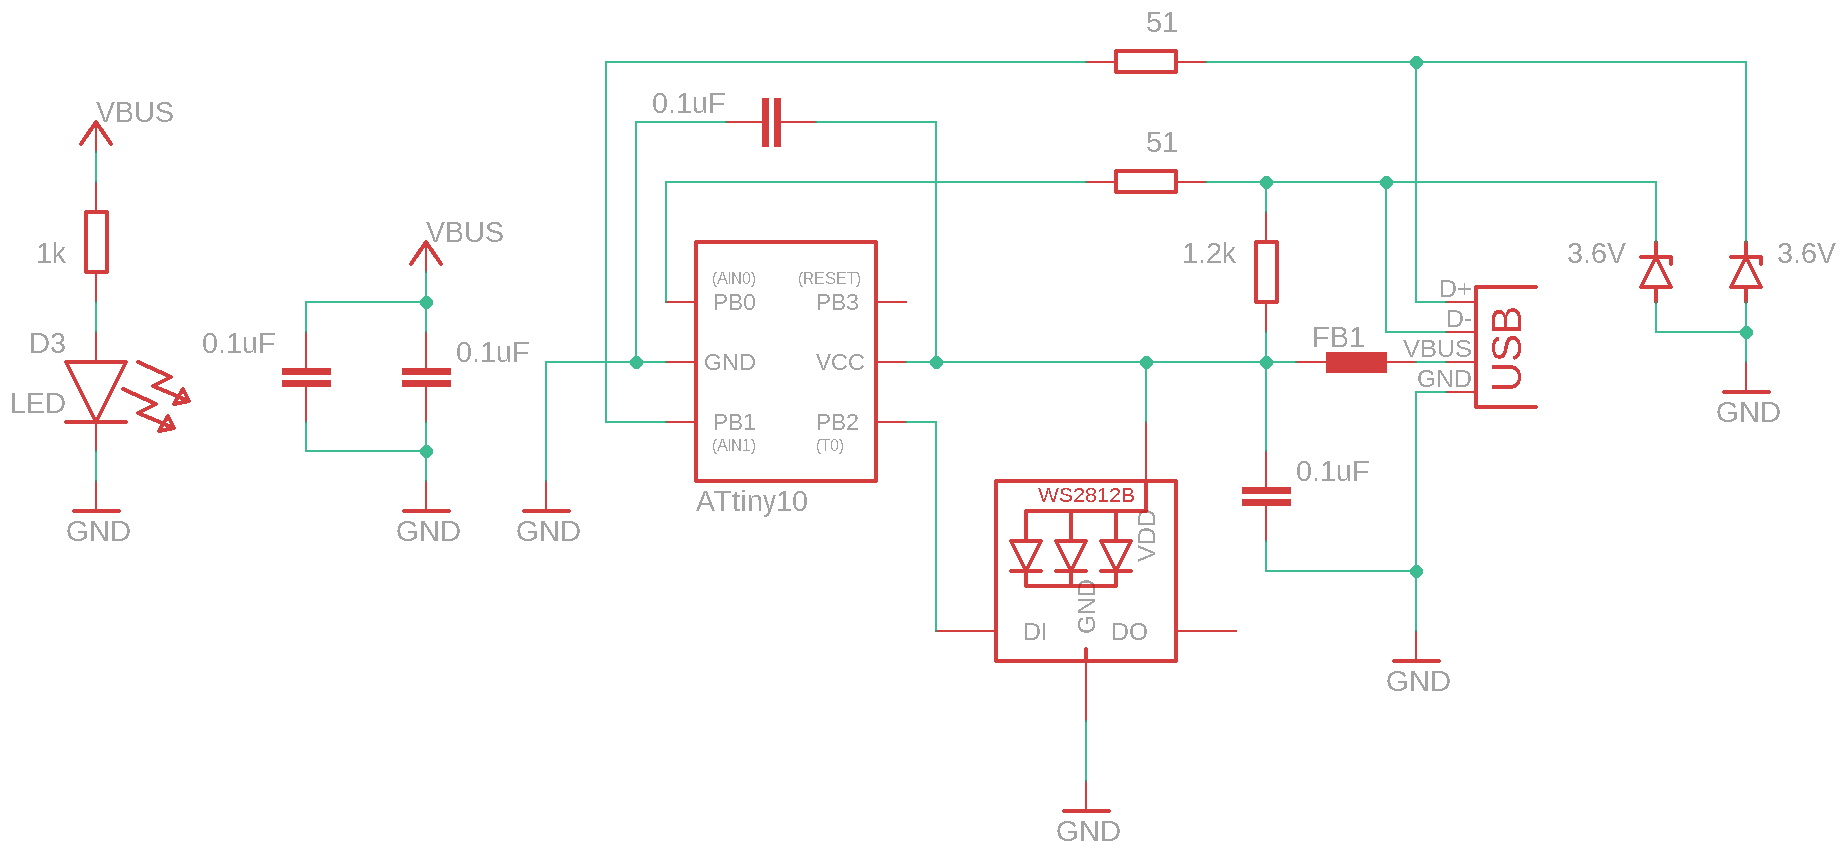 51
0.1uF
VBUS
51
VBUS
1k
1.2k
3.6V
3.6V
(AIN0)
(RESET)
PB0
PB3
D+
D-
VBUS
GND
USB
FB1
D3
LED
0.1uF
0.1uF
GND
VCC
PB1
PB2
(AIN1)
(T0)
ATtiny10
GND
0.1uF
WS2812B
VDD
GND
DI
DO
GND
GND
GND
GND
GND